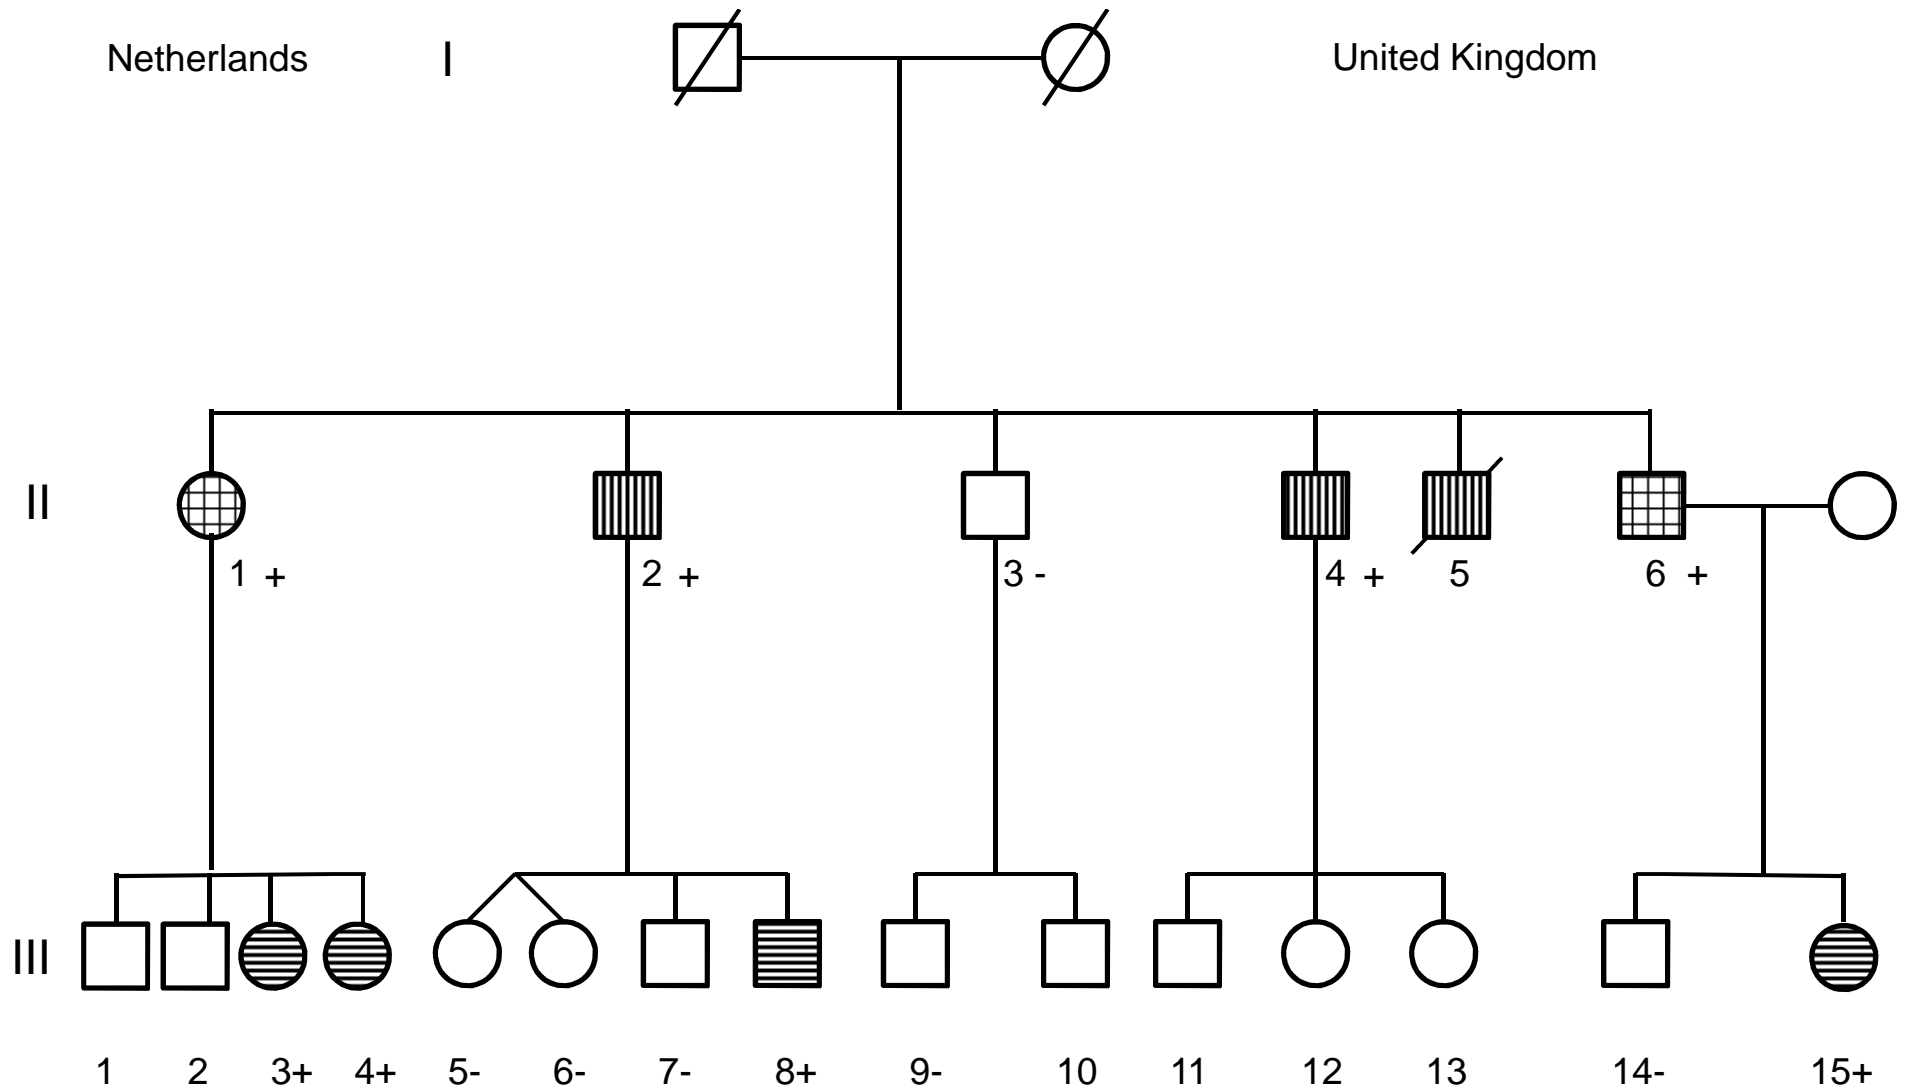 Netherlands I United Kingdom
II
1 + 2 + 3 - 4 + 5 6 +
III
1 2 3+ 4+ 5- 6- 7- 8+ 9- 10 11 12 13 14- 15+